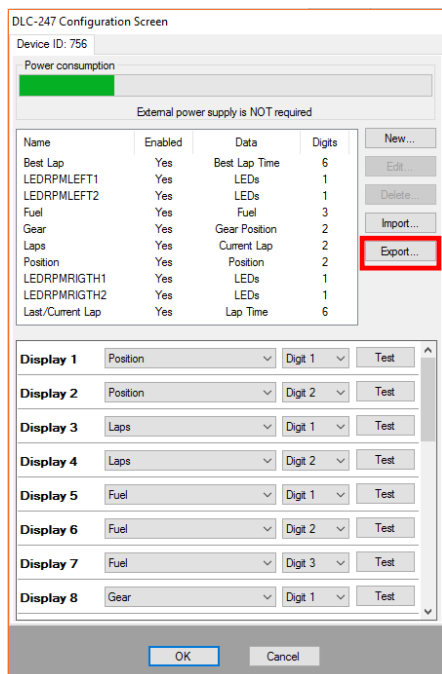 DLC-247 Configuration Screen
Device ID: 756
Power consumption
External power supply is NOT required
Name Enabled Data Digits
Best Lap Yes Best Lap Time 6
LEDRPMLEFT1 Yes LEDs 1
LEDRPMLEFT2 Yes LEDs 1
Fuel Yes Fuel 3
Gear Yes Gear Position 2
Laps Yes Current Lap 2
Position Yes Position 2
LEDRPMRIGTH1 Yes LEDs 1
LEDRPMRIGTH2 Yes LEDs 1
Last/Current Lap Yes Lap Time 6
New...
Edit...
Delete...
Import...
Export...
Display 1 Position Digit 1 Test
Display 2 Position Digit 2 Test
Display 3 Laps Digit 1 Test
Display 4 Laps Digit 2 Test
Display 5 Fuel Digit 1 Test
Display 6 Fuel Digit 2 Test
Display 7 Fuel Digit 3 Test
Display 8 Gear Digit 1 Test
OK Cancel